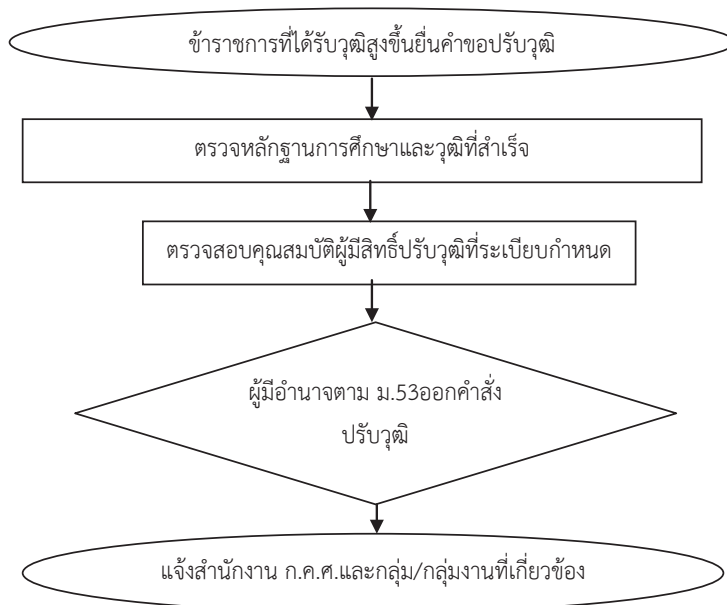 ข้าราชการที่ได้รับวุฒิสูงขึ้นยื่นคำขอปรับวุฒิ
ตรวจหลักฐานการศึกษาและวุฒิที่สำเร็จ
ตรวจสอบคุณสมบัติผู้มีสิทธิ์ปรับวุฒิที่ระเบียบกำหนด
ผู้มีอำนาจตาม ม.53ออกคำสั่ง
ปรับวุฒิ
แจ้งสำนักงาน ก.ค.ศ.และกลุ่ม/กลุ่มงานที่เกี่ยวข้อง